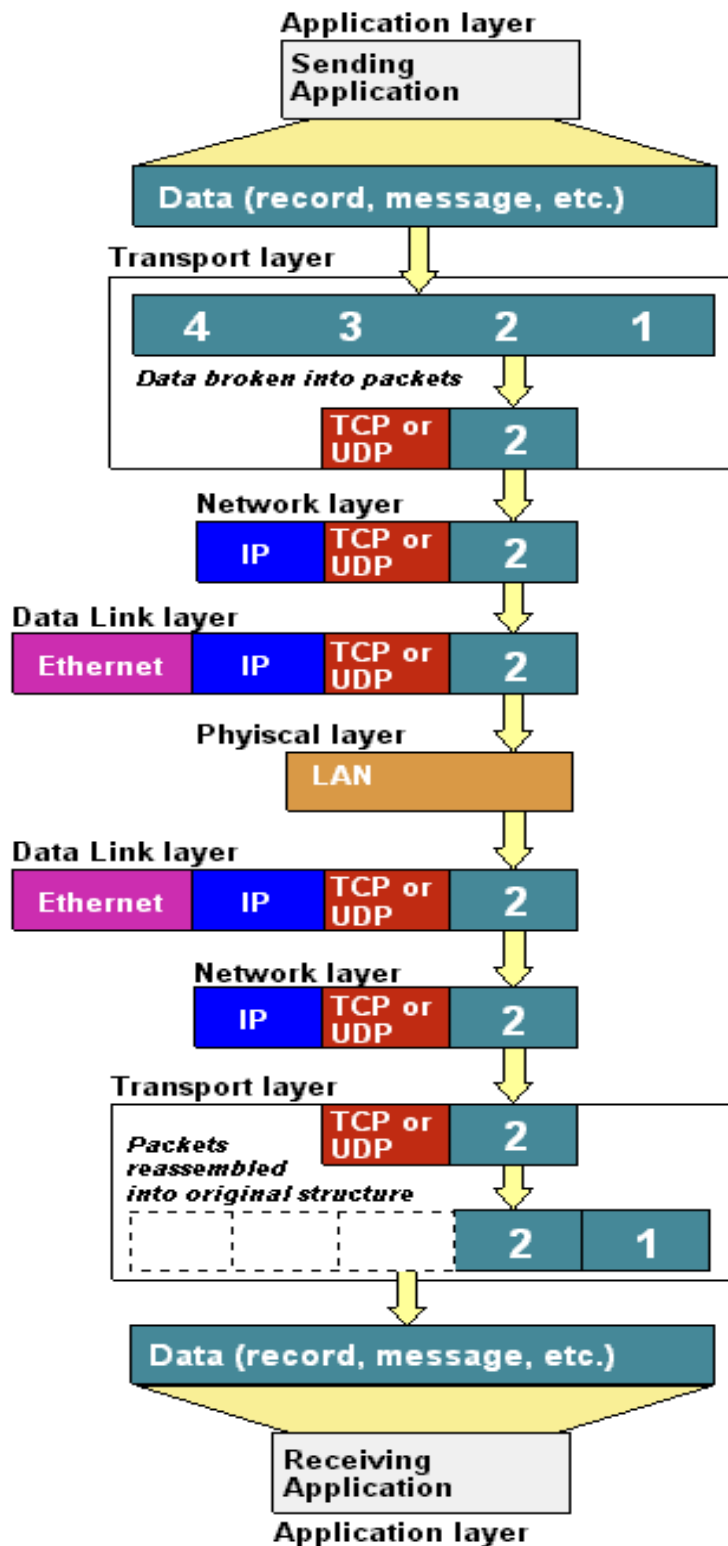 Application layer
Sending
Application
Data (record, message, etc.)
Transport layer
4 3 2 1
Data broken into packets
TCP or
UDP
2
Network layer
IP
TCP or
UDP
2
Data Link layer
Ethernet
IP
TCP or
UDP
2
Phyiscal layer
LAN
Data Link layer
Ethernet
IP
TCP or
UDP
2
Network layer
IP
TCP or
UDP
2
Transport layer
TCP or
UDP
2
Packets
reassembled
into original structure
2 1
Data (record, message, etc.)
Receiving
Application
Application layer